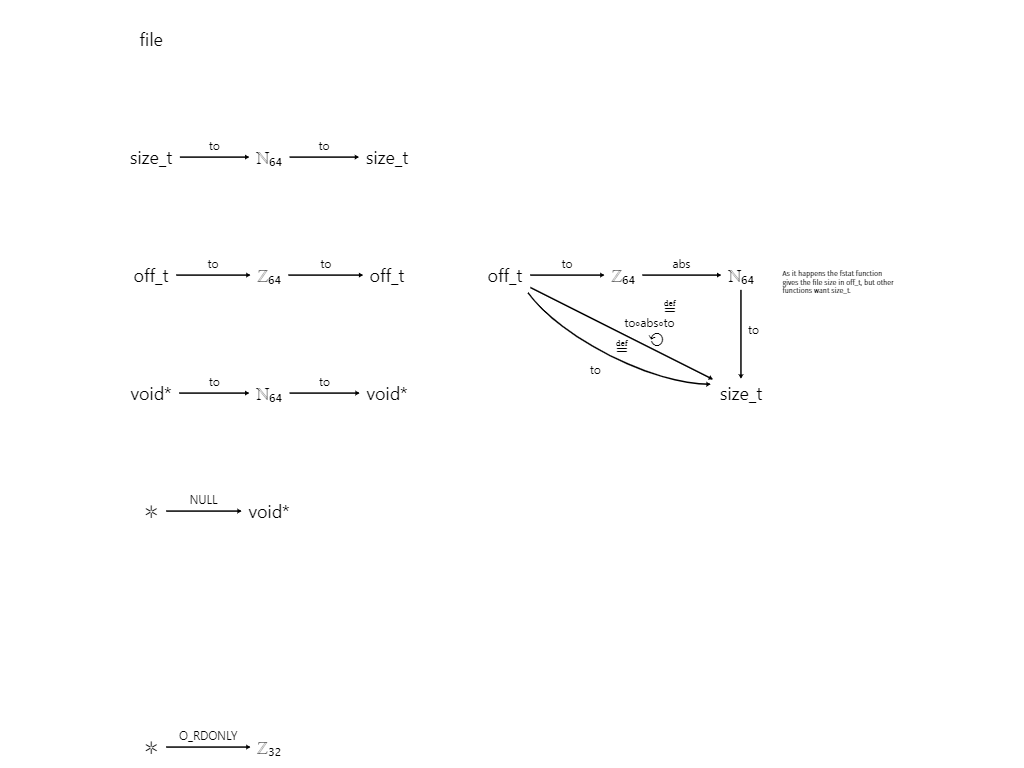 file
size_t to ℕ64 to size_t
off_t to ℤ64 to off_t
off_t to ℤ64 abs ℕ64
As it happens the fstat function
gives the file size in off_t, but other
functions want size_t.
def
to∘abs∘to
def
to
to
size_t
void* to ℕ64 to void*
* NULL void*
* O_RDONLY ℤ32